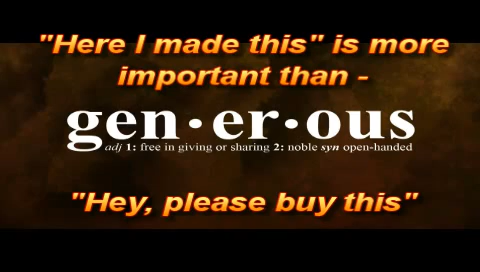 "Here I made this" is more
important than -
gen•er•ous
adj 1: free in giving or sharing 2: noble syn open-handed
"Hey, please buy this"